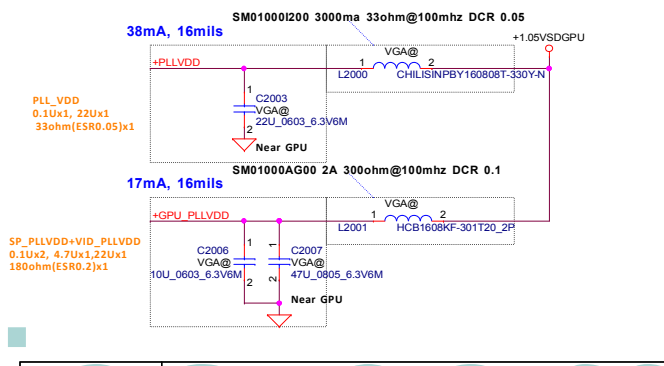 SM01000I200 3000ma 33ohm@100mhz DCR 0.05
38mA, 16mils
+1.05VSDGPU
VGA@
+PLLVDD
1
2
L2000
CHILISINPBY160808T-330Y-N
PLL_VDD
0.1Ux1, 22Ux1
33ohm(ESR0.05)x1
1
C2003
VGA@
22U_0603_6.3V6M
2
Near GPU
SM01000AG00 2A 300ohm@100mhz DCR 0.1
17mA, 16mils
VGA@
+GPU_PLLVDD
1
2
L2001
HCB1608KF-301T20_2P
SP_PLLVDD+VID_PLLVDD
0.1Ux2, 4.7Ux1,22Ux1
180ohm(ESR0.2)x1
1
1
C2006
C2007
VGA@
VGA@
10U_0603_6.3V6M
47U_0805_6.3V6M
2
2
Near GPU